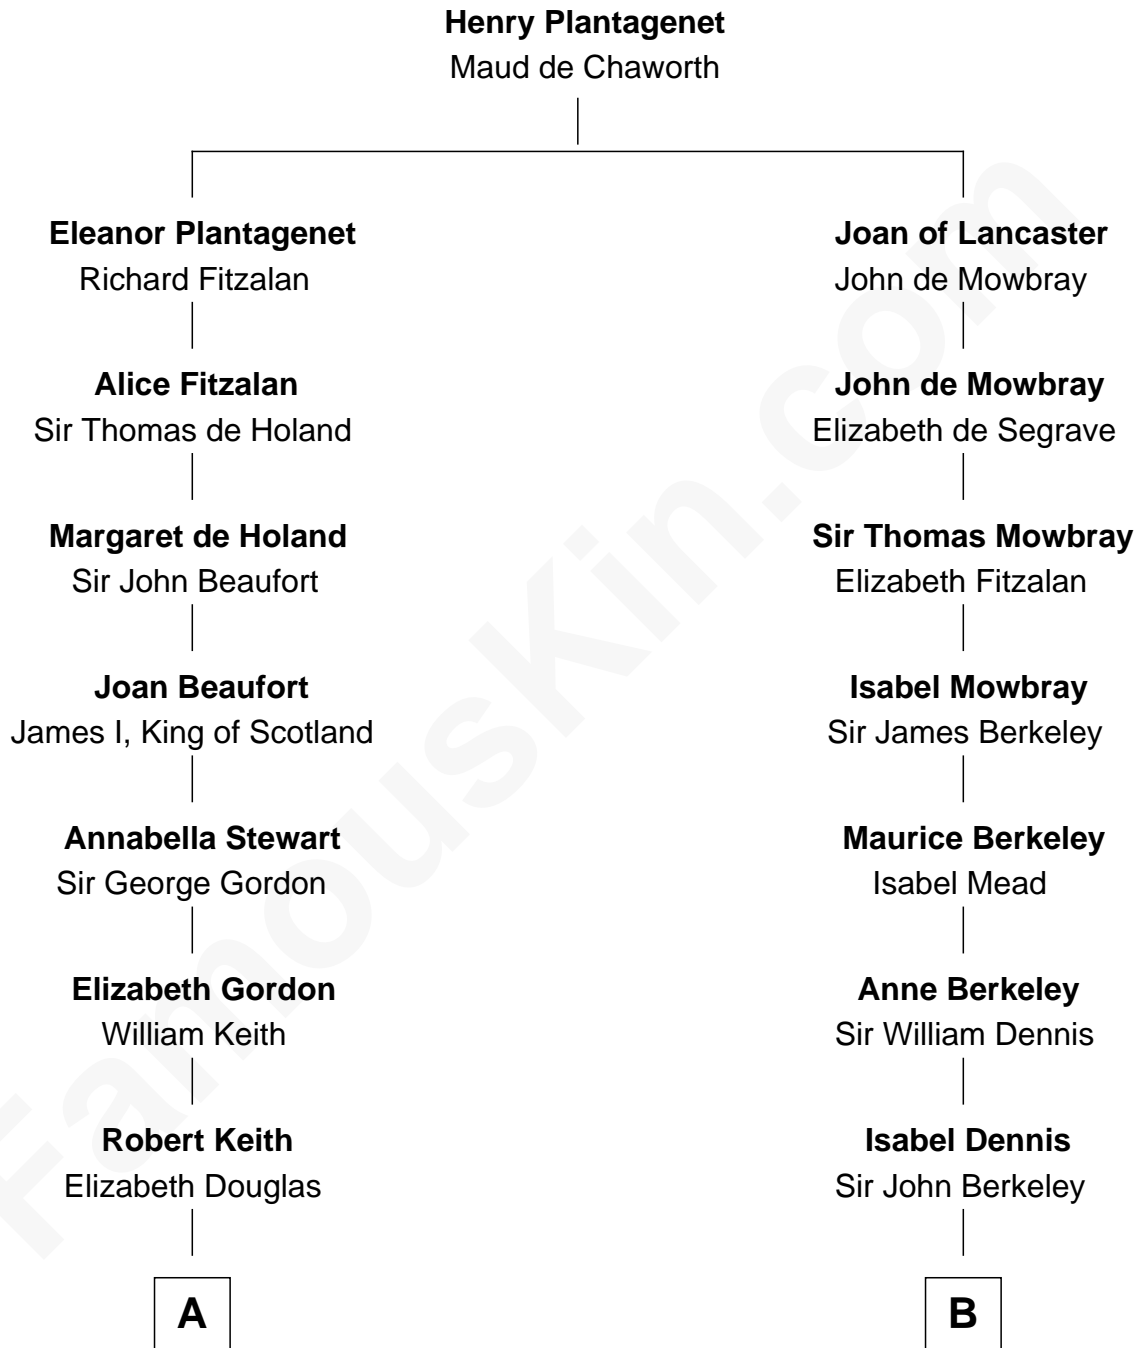 Henry Plantagenet
Maud de Chaworth
Eleanor Plantagenet
Richard Fitzalan
Joan of Lancaster
John de Mowbray
Alice Fitzalan
Sir Thomas de Holand
John de Mowbray
Elizabeth de Segrave
Margaret de Holand
Sir John Beaufort
Sir Thomas Mowbray
Elizabeth Fitzalan
Joan Beaufort
James I, King of Scotland
Isabel Mowbray
Sir James Berkeley
Annabella Stewart
Sir George Gordon
Maurice Berkeley
Isabel Mead
Elizabeth Gordon
William Keith
Anne Berkeley
Sir William Dennis
Robert Keith
Elizabeth Douglas
Isabel Dennis
Sir John Berkeley
A
B
FamousKin.com